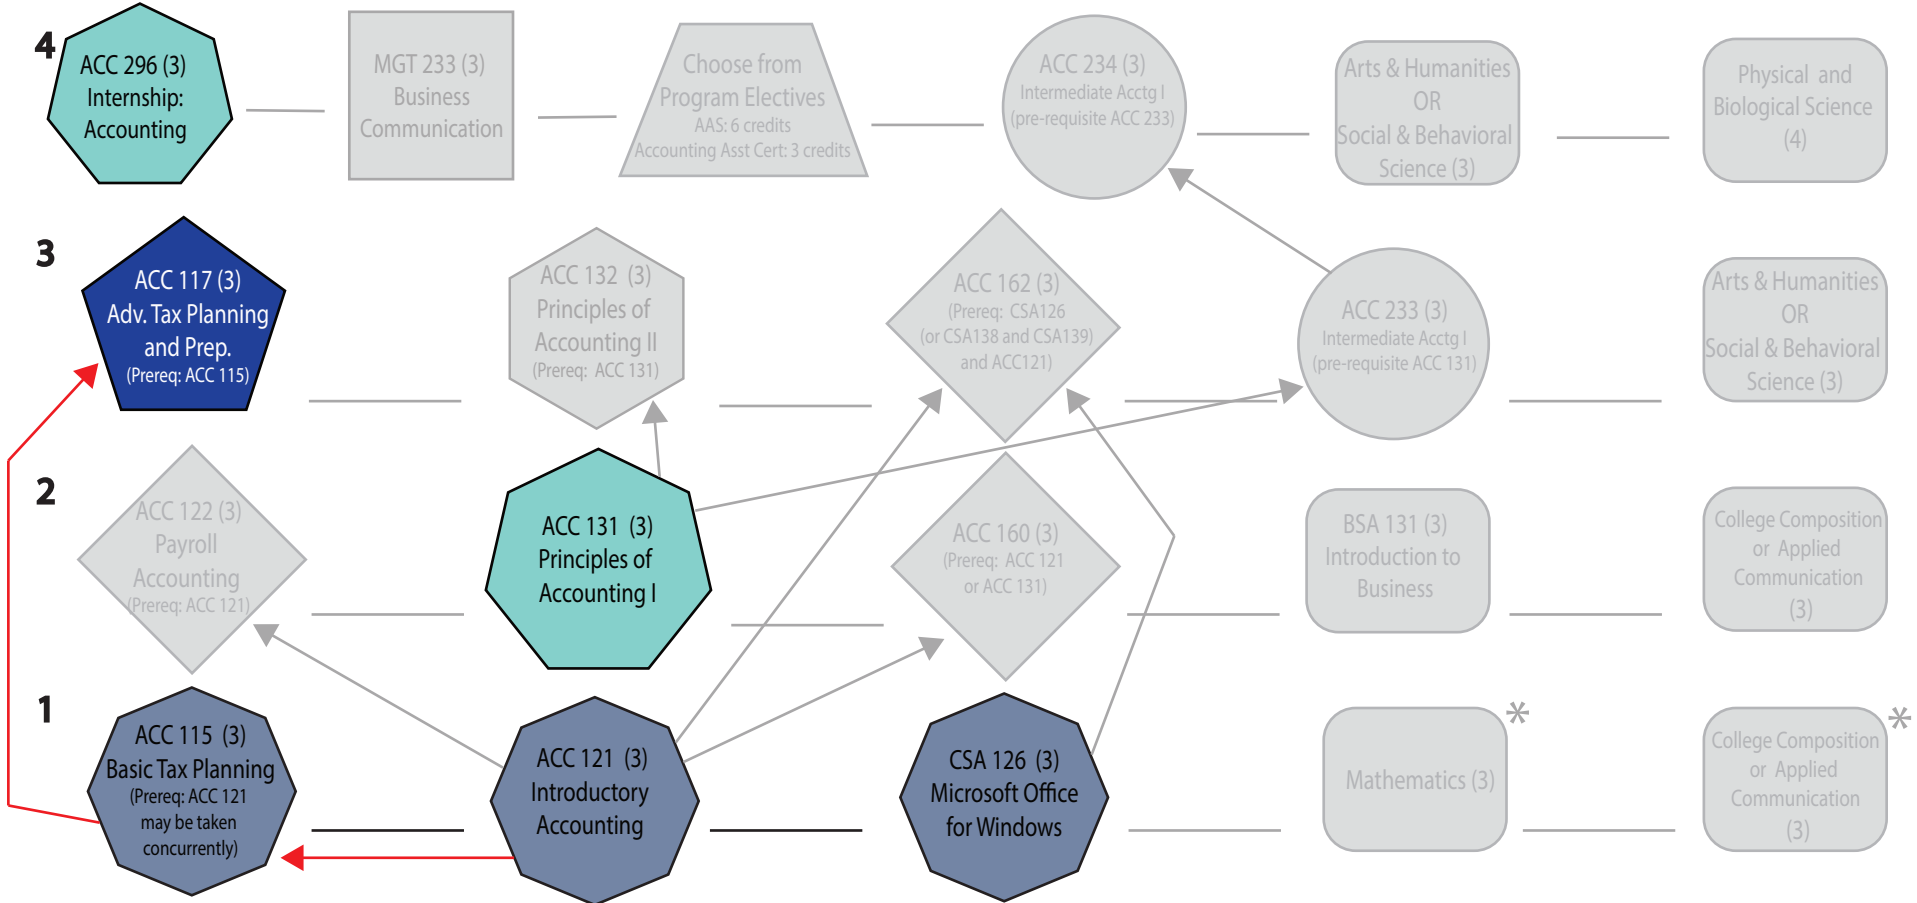 4
ACC 296 (3)
Internship:
Accounting
MGT 233 (3)
Business
Communication
Choose from
Program Electives
AAS: 6 credits
Accounting Asst Cert: 3 credits
ACC 234 (3)
Intermediate Acctg I
(pre-requisite ACC 233)
Arts & Humanities
OR
Social & Behavioral
Science (3)
Physical and
Biological Science
(4)
3
ACC 117 (3)
Adv. Tax Planning
and Prep.
(Prereq: ACC 115)
ACC 132 (3)
Principles of
Accounting II
(Prereq: ACC 131)
ACC 162 (3)
(Prereq: CSA126
(or CSA138 and CSA139)
and ACC121)
ACC 233 (3)
Intermediate Acctg I
(pre-requisite ACC 131)
Arts & Humanities
OR
Social & Behavioral
Science (3)
2
ACC 122 (3)
Payroll
Accounting
(Prereq: ACC 121)
ACC 131 (3)
Principles of
Accounting I
ACC 160 (3)
(Prereq: ACC 121
or ACC 131)
BSA 131 (3)
Introduction to
Business
College Composition
or Applied
Communication
(3)
1
ACC 115 (3)
Basic Tax Planning
(Prereq: ACC 121
may be taken
concurrently)
ACC 121 (3)
Introductory
Accounting
CSA 126 (3)
Microsoft Office
for Windows
Mathematics (3)
*
College Composition
or Applied
Communication
(3)
*